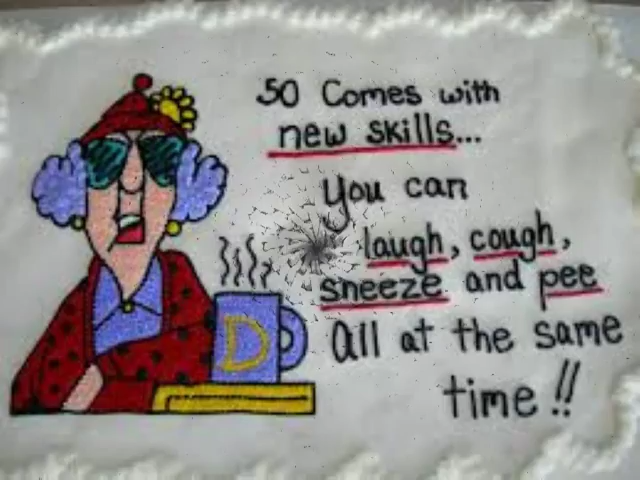 50 Comes with
new skills...
You can
laugh, cough,
sneeze and pee
all at the same
time!!
D